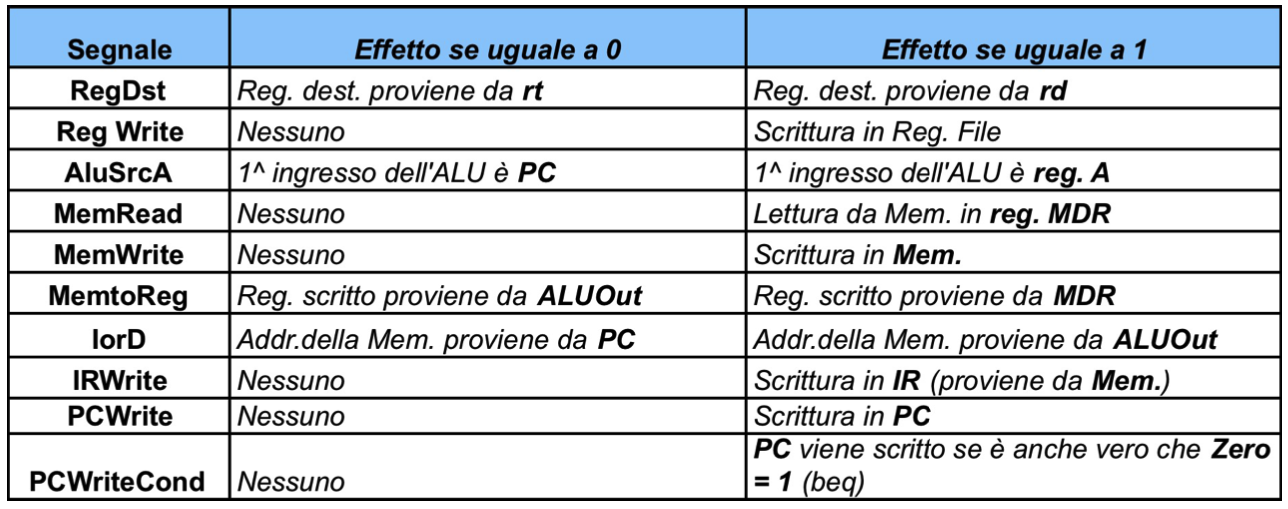 Segnale Effetto se uguale a 0 Effetto se uguale a 1
RegDst Reg. dest. proviene da rt Reg. dest. proviene da rd
Reg Write Nessuno Scrittura in Reg. File
AluSrcA 1^ ingresso dell'ALU è PC 1^ ingresso dell'ALU è reg. A
MemRead Nessuno Lettura da Mem. in reg. MDR
MemWrite Nessuno Scrittura in Mem.
MemtoReg Reg. scritto proviene da ALUOut Reg. scritto proviene da MDR
IorD Addr.della Mem. proviene da PC Addr.della Mem. proviene da ALUOut
IRWrite Nessuno Scrittura in IR (proviene da Mem.)
PCWrite Nessuno Scrittura in PC
PC viene scritto se è anche vero che Zero
PCWriteCond Nessuno = 1 (beq)